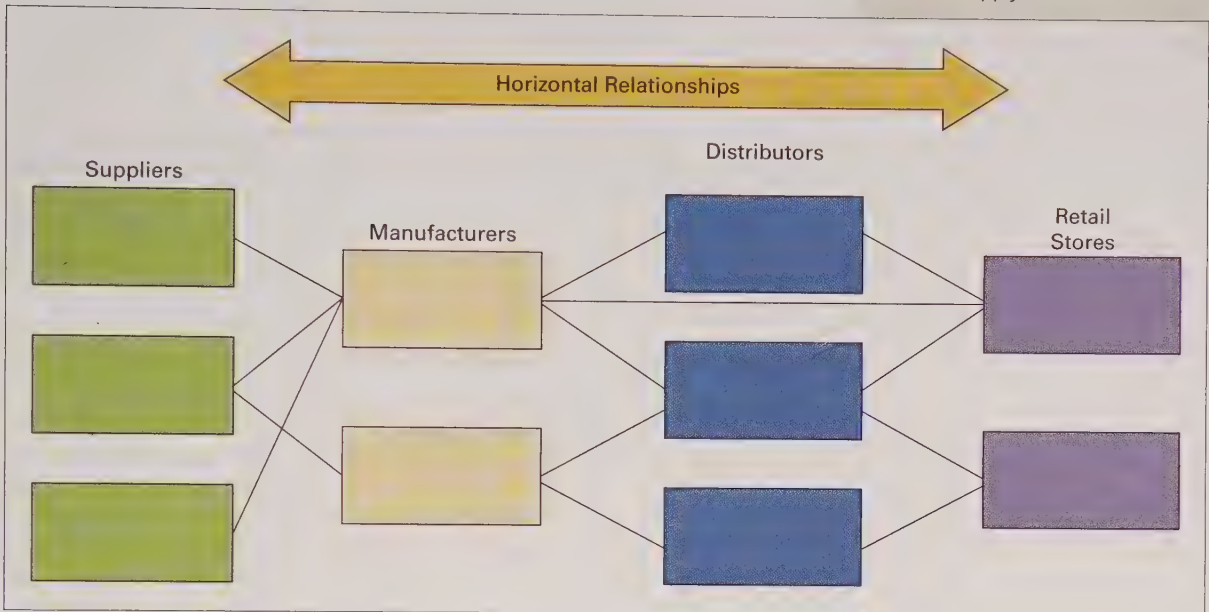 Horizontal Relationships
Suppliers
Manufacturers
Distributors
Retail
Stores